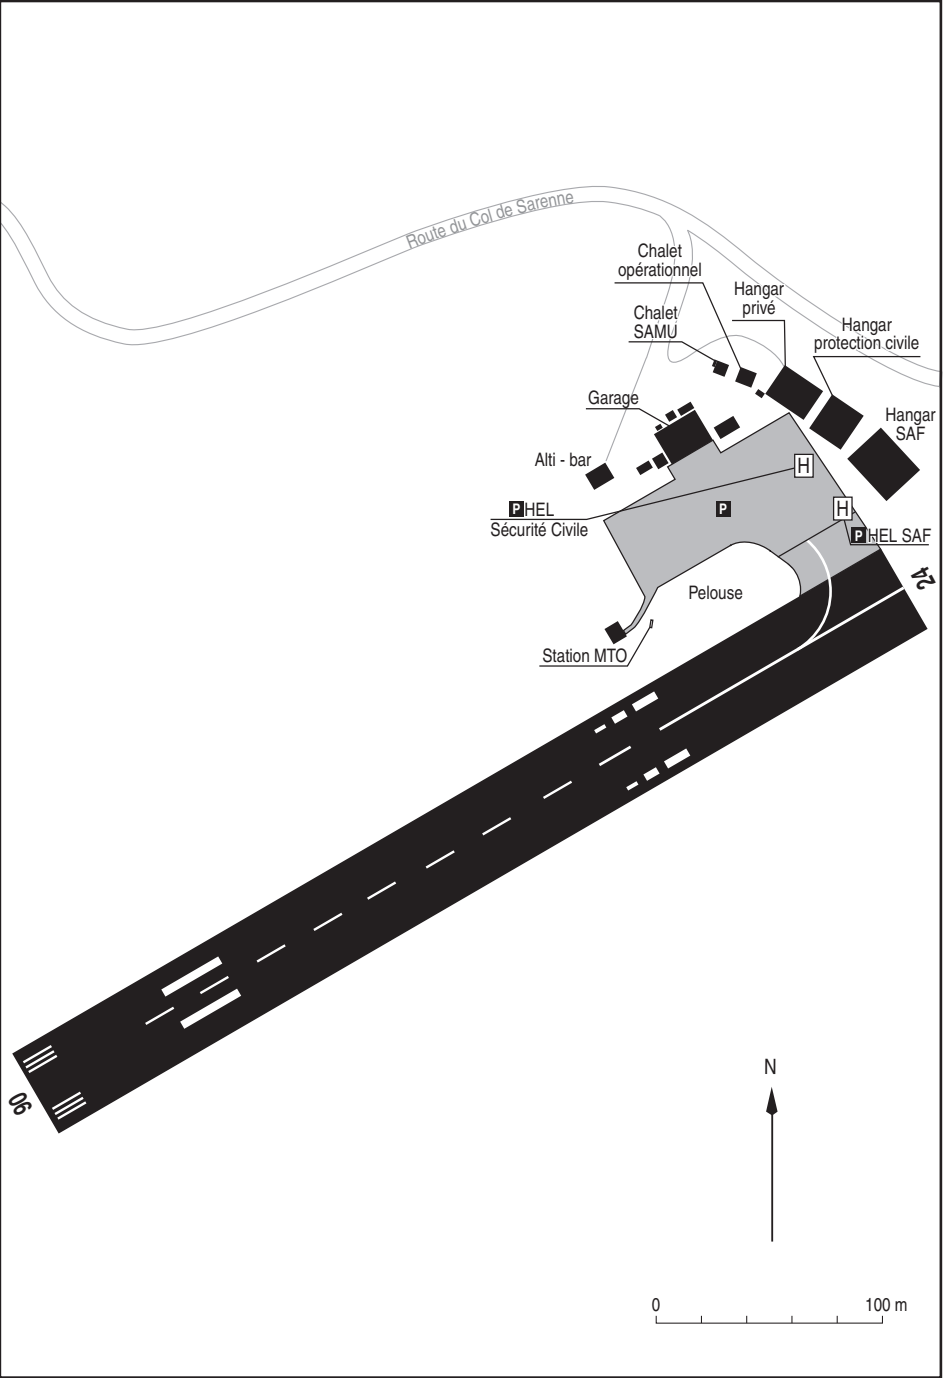 Route du Col de Sarenne
Chalet
opérationnel
Hangar
privé
Chalet
SAMU
Hangar
protection civile
Garage
Hangar
SAF
Alti - bar
H
P HEL
Sécurité Civile
P
H
P HEL SAF
24
Pelouse
Station MTO
06
N
0 100 m